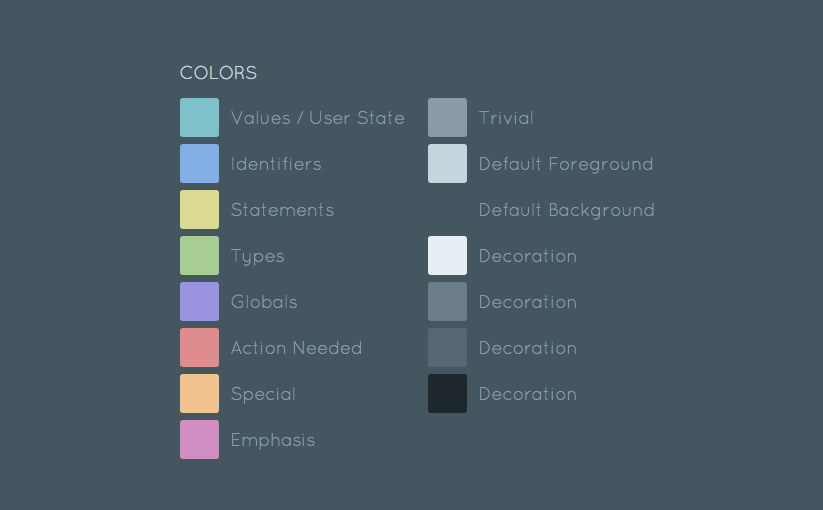 COLORS
Values / User State
Identifiers
Statements
Types
Globals
Action Needed
Special
Emphasis
Trivial
Default Foreground
Default Background
Decoration
Decoration
Decoration
Decoration